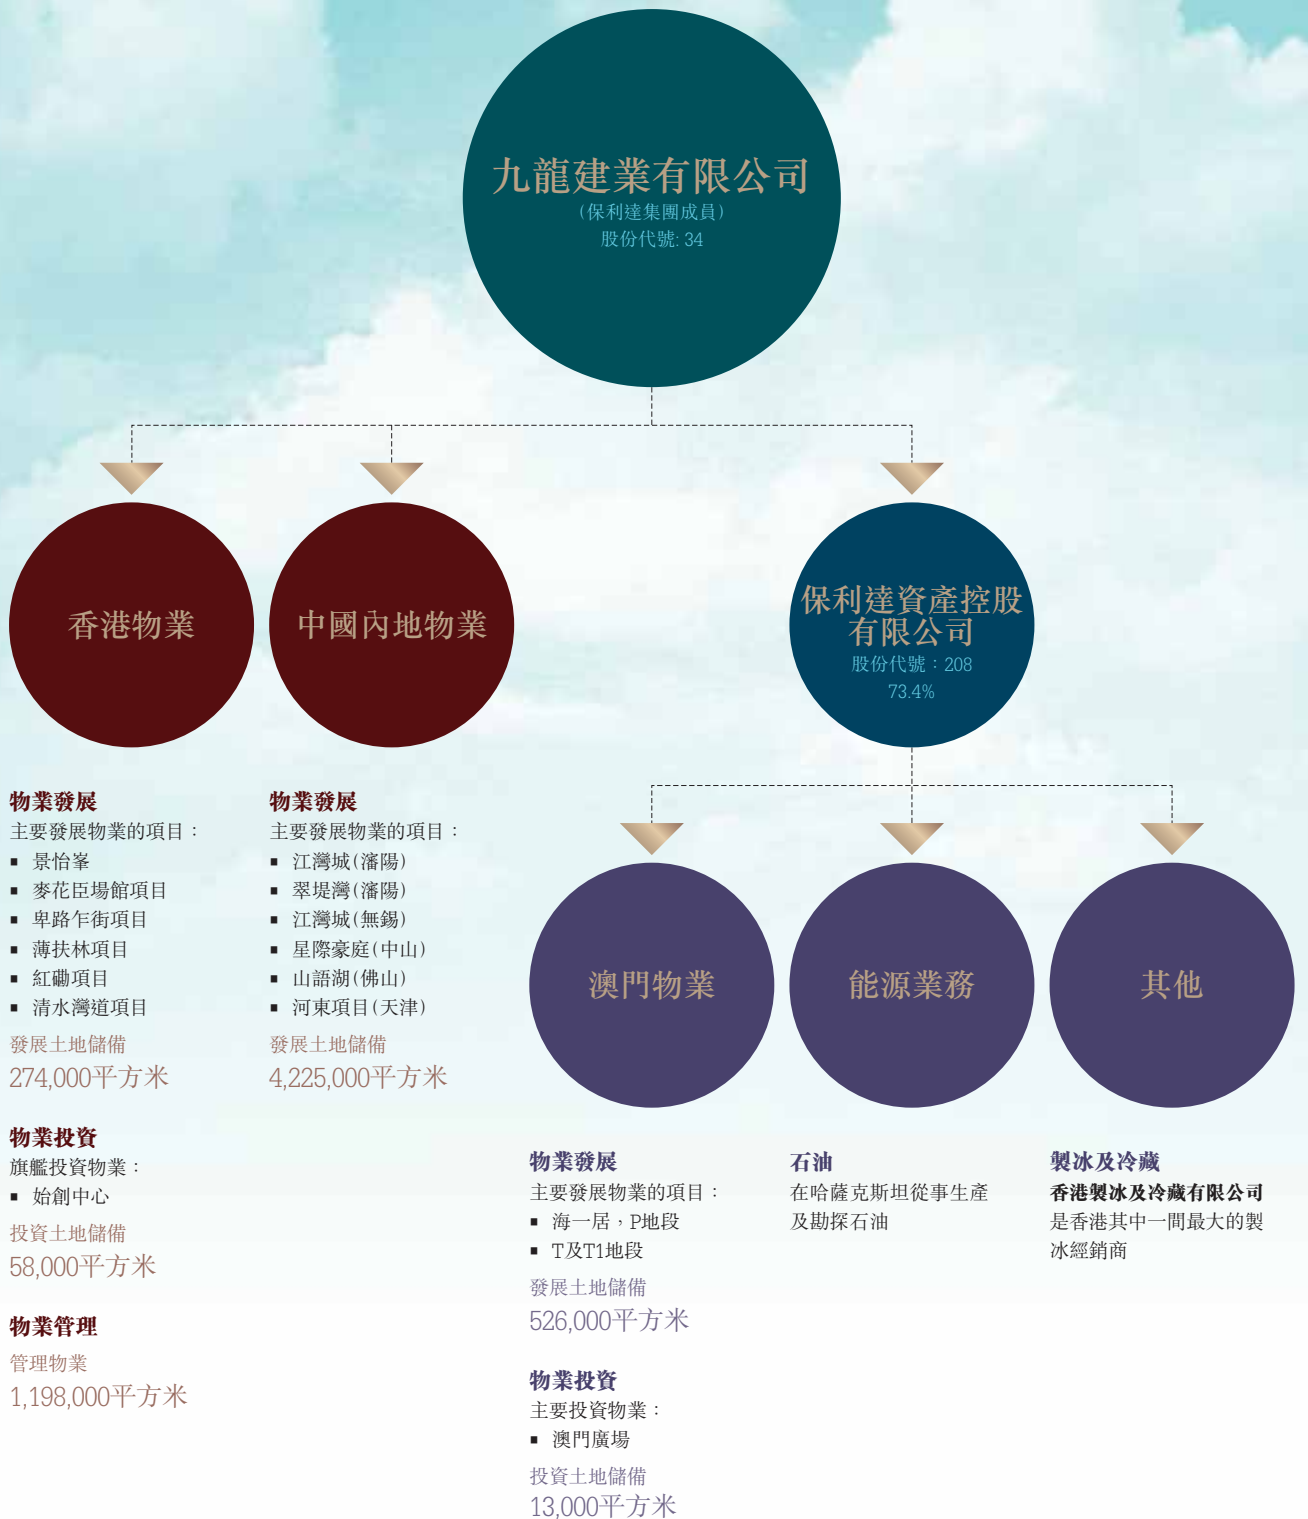 九龍建業有限公司
(保利達集團成員)
股份代號: 34
香港物業
中國內地物業
保利達資產控股
有限公司
股份代號：208
73.4%
物業發展
主要發展物業的項目：
■ 景怡峯
■ 麥花臣場館項目
■ 卑路乍街項目
■ 薄扶林項目
■ 紅磡項目
■ 清水灣道項目
發展土地儲備
274,000平方米
物業投資
旗艦投資物業：
■ 始創中心
投資土地儲備
58,000平方米
物業管理
管理物業
1,198,000平方米
物業發展
主要發展物業的項目：
■ 江灣城(瀋陽)
■ 翠堤灣(瀋陽)
■ 江灣城(無錫)
■ 星際豪庭(中山)
■ 山語湖(佛山)
■ 河東項目(天津)
發展土地儲備
4,225,000平方米
澳門物業
能源業務
其他
物業發展
主要發展物業的項目：
■ 海一居，P地段
■ T及T1地段
發展土地儲備
526,000平方米
物業投資
主要投資物業：
■ 澳門廣場
投資土地儲備
13,000平方米
石油
在哈薩克斯坦從事生產
及勘探石油
製冰及冷藏
香港製冰及冷藏有限公司
是香港其中一間最大的製
冰經銷商